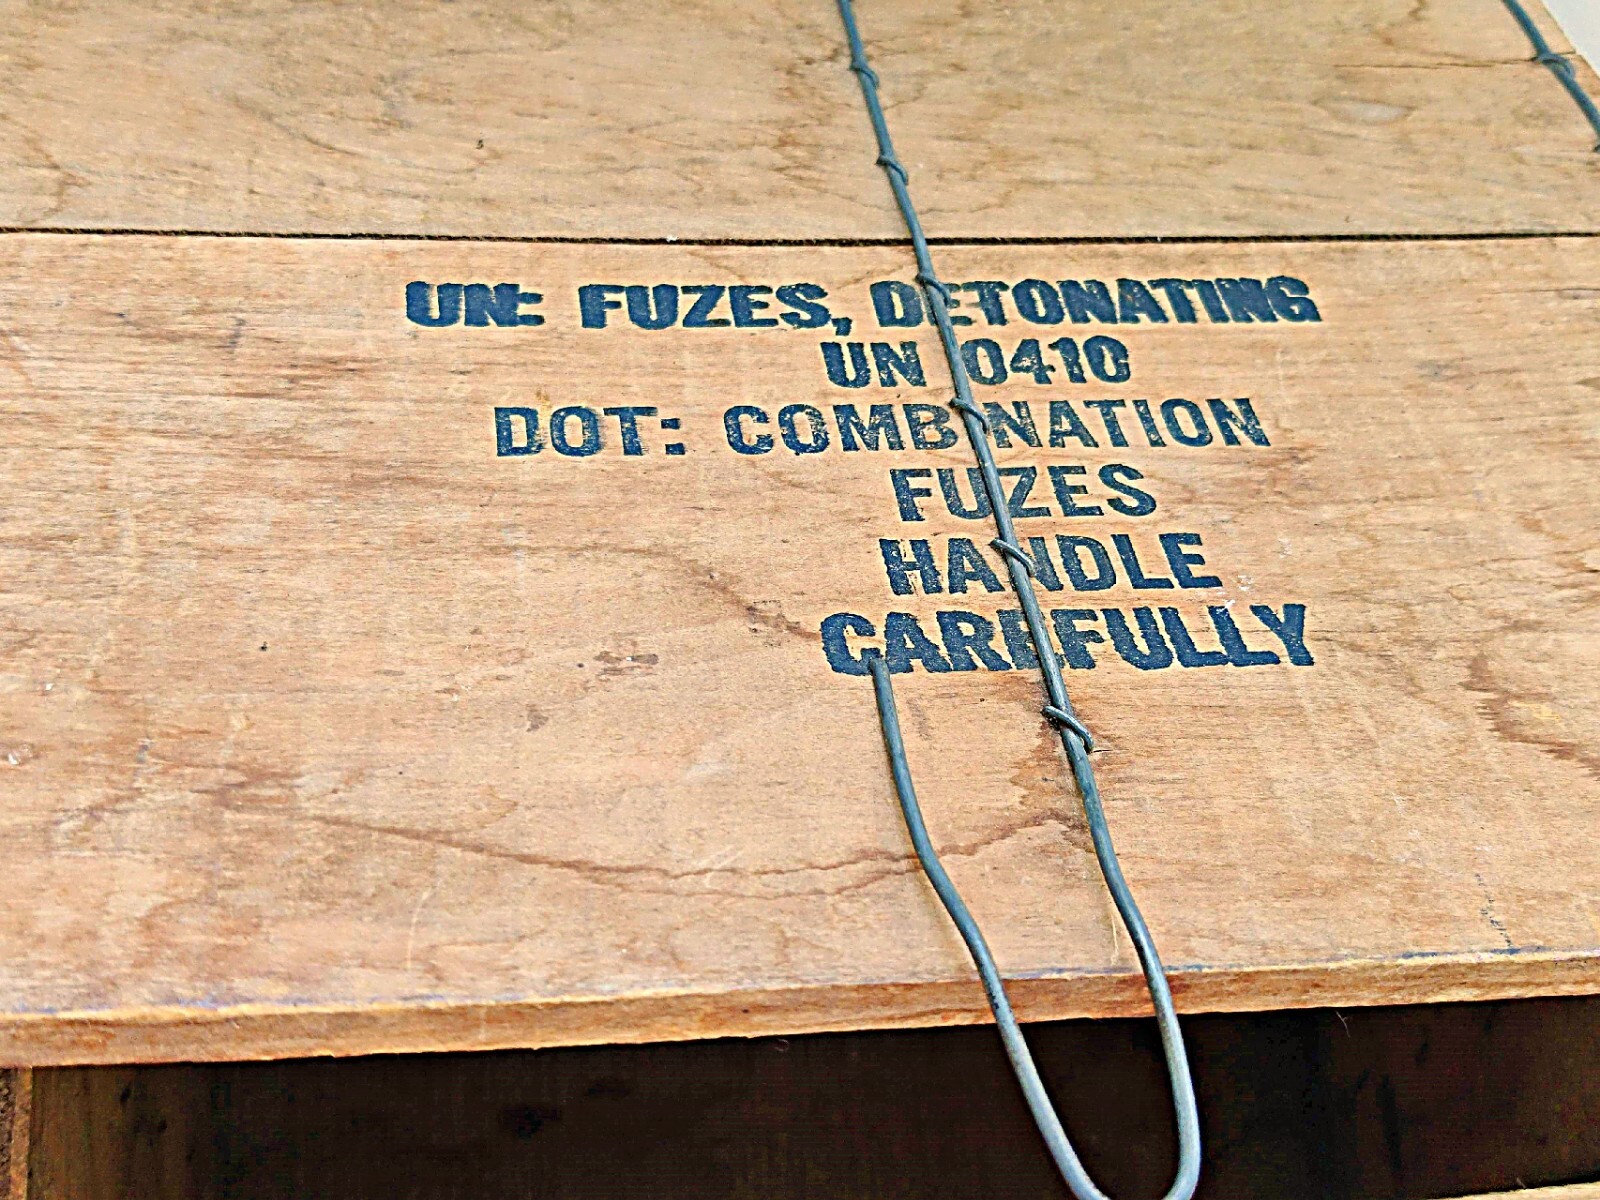 UN: FUZES, DETONATING
UN 0410
DOT: COMBINATION
FUZES
HANDLE
CAREFULLY